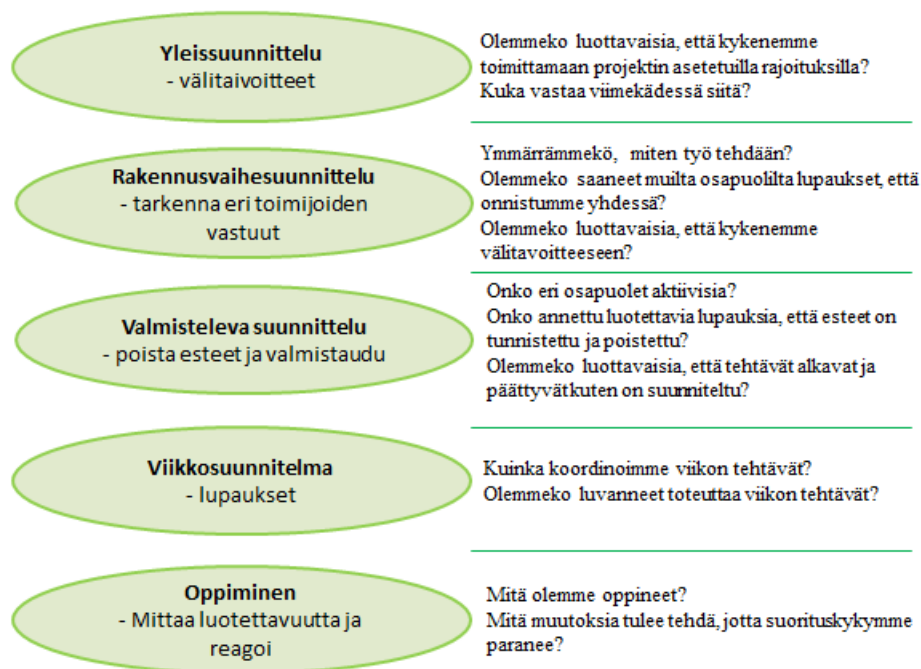 Yleissuunnittelu
- välitaivoitteet
Olemmeko luottavaisia, että kykenemme
toimittamaan projektin asetetuilla rajoituksilla?
Kuka vastaa viimekädessä siitä?
Rakennusvaihesuunnittelu
- tarkenna eri toimijoiden
vastuut
Ymmärrämmekö, miten työ tehdään?
Olemmeko saaneet muilta osapuolilta lupaukset, että
onnistumme yhdessä?
Olemmeko luottavaisia, että kykenemme
välitavoitteeseen?
Valmisteleva suunnittelu
- poista esteet ja valmistaudu
Onko eri osapuolet aktiivisia?
Onko annettu luotettavia lupauksia, että esteet on
tunnistettu ja poistettu?
Olemmeko luottavaisia, että tehtävät alkavat ja
päättyvät kuten on suunniteltu?
Viikkosuunnitelma
- lupaukset
Kuinka koordinoimme viikon tehtävät?
Olemmeko luvanneet toteuttaa viikon tehtävät?
Oppiminen
- Mittaa luotettavuutta ja
reagoi
Mitä olemme oppineet?
Mitä muutoksia tulee tehdä, jotta suorituskykymme
paranee?